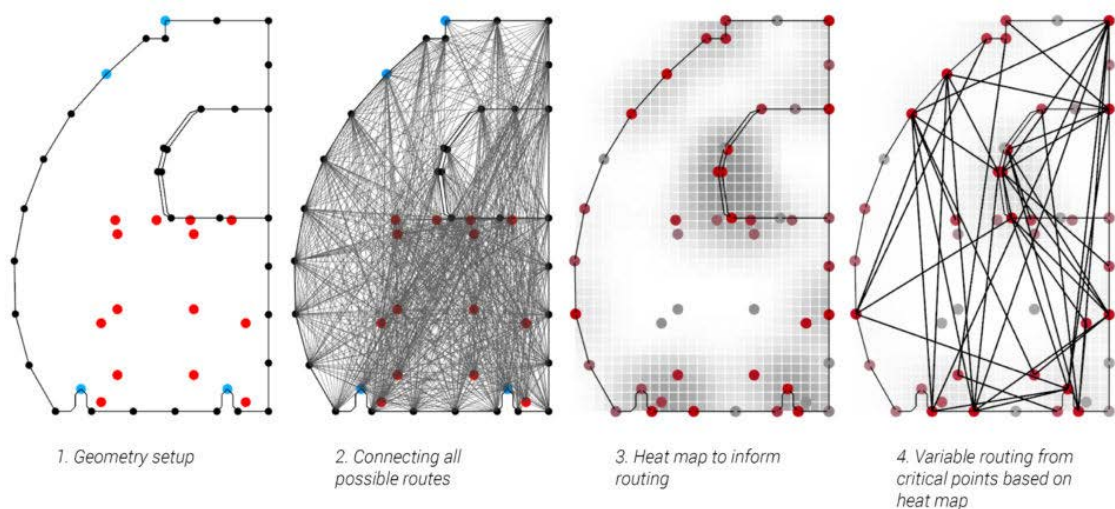 1. Geometry setup
2. Connecting all
possible routes
3. Heat map to inform
routing
4. Variable routing from
critical points based on
heat map